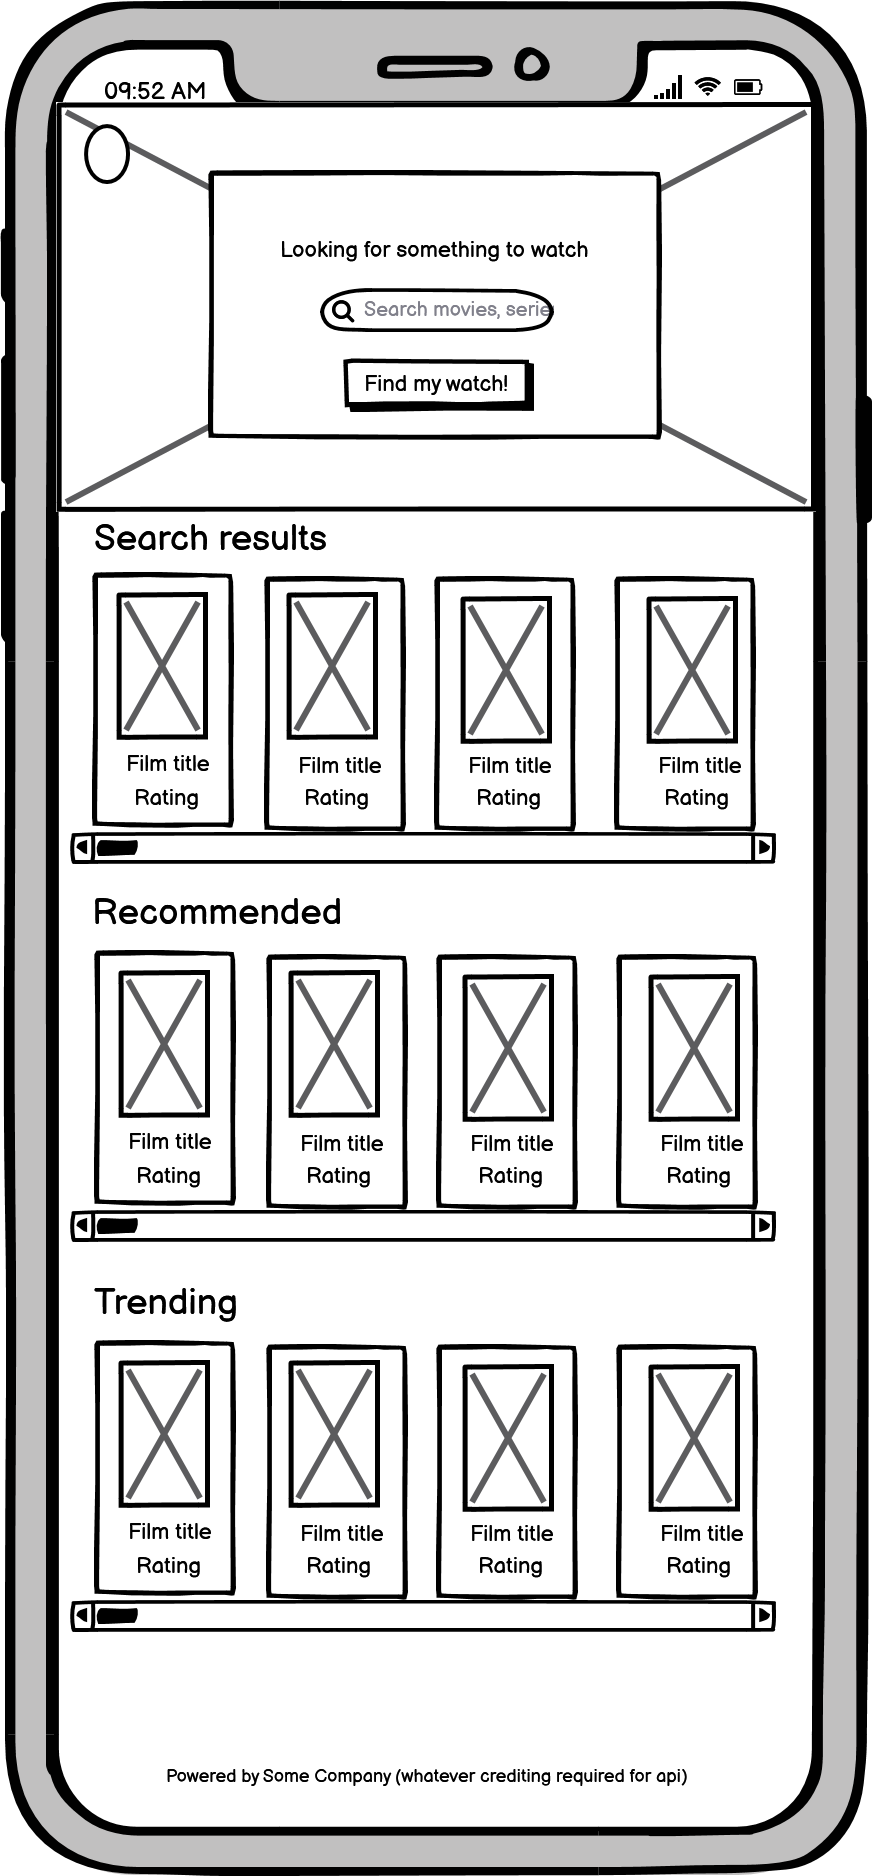 09:52 AM
Looking for something to watch
Search movies, serie
Find my watch!
Search results
Film title Film title Film title Film title
Rating Rating Rating Rating
Recommended
Film title Film title Film title Film title
Rating Rating Rating Rating
Trending
Film title Film title Film title Film title
Rating Rating Rating Rating
Powered by Some Company (whatever crediting required for api)